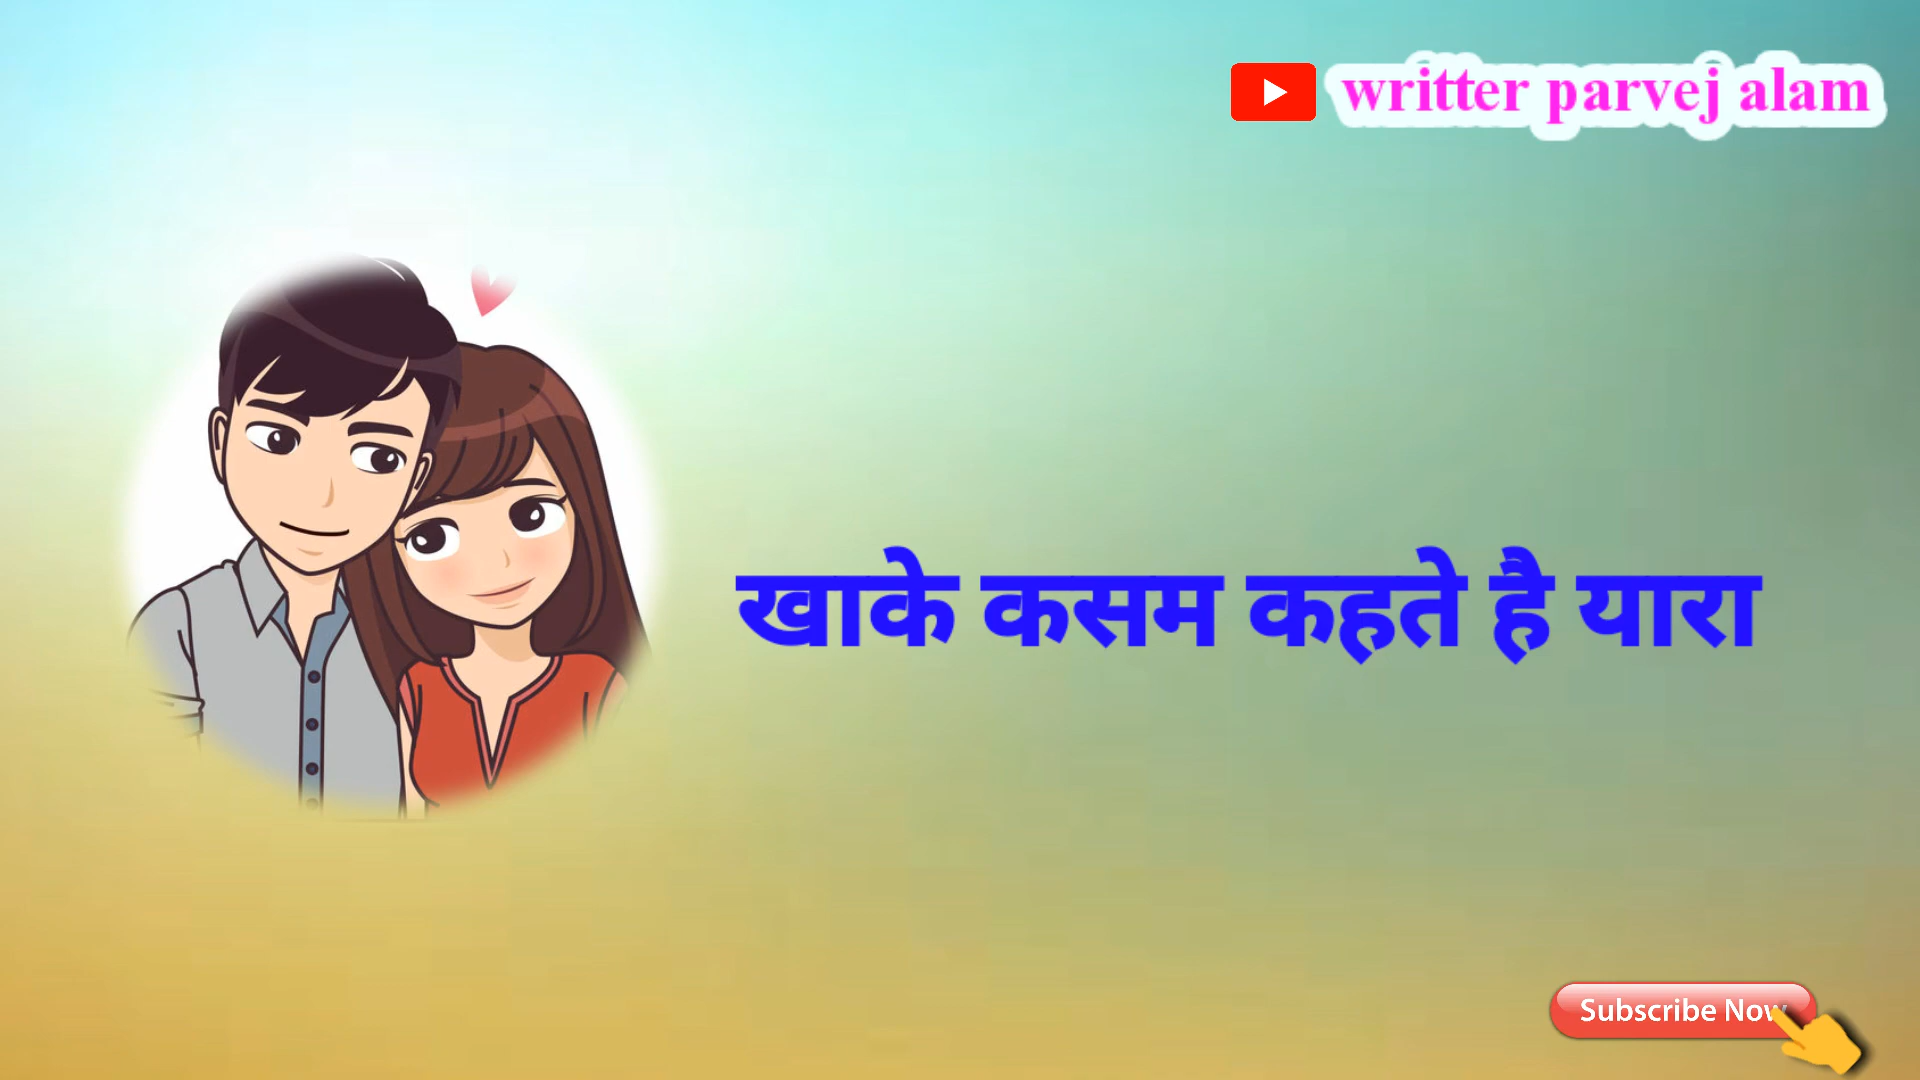 writter parvej alam
खाके कसम कहते है यारा
Subscribe Now